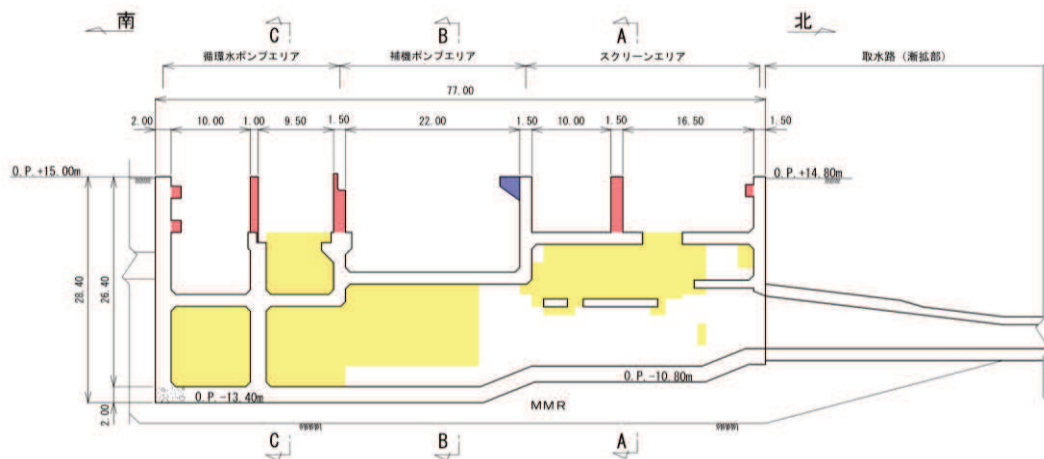 南
C
B
A
北
循環水ポンプエリア
補機ポンプエリア
スクリーンエリア
取水路（漸拡部）
77.00
2.00
10.00
1.00
9.50
1.50
22.00
1.50
10.00
1.50
16.50
1.50
O.P.+15.00m
O.P.+14.80m
28.40
26.40
2.00
O.P.-13.40m
O.P.-10.80m
MMR
C
B
A